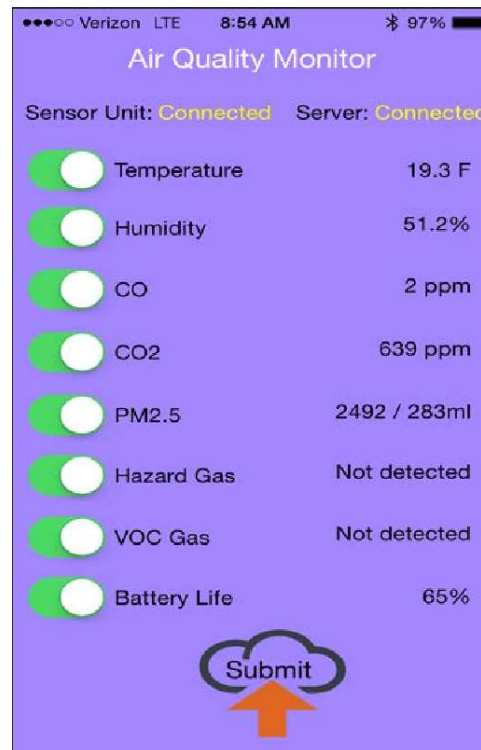 Verizon LTE 8:54 AM 97%
Air Quality Monitor
Sensor Unit: Connected Server: Connected
Temperature 19.3 F
Humidity 51.2%
CO 2 ppm
CO2 639 ppm
PM2.5 2492 / 283ml
Hazard Gas Not detected
VOC Gas Not detected
Battery Life 65%
Submit